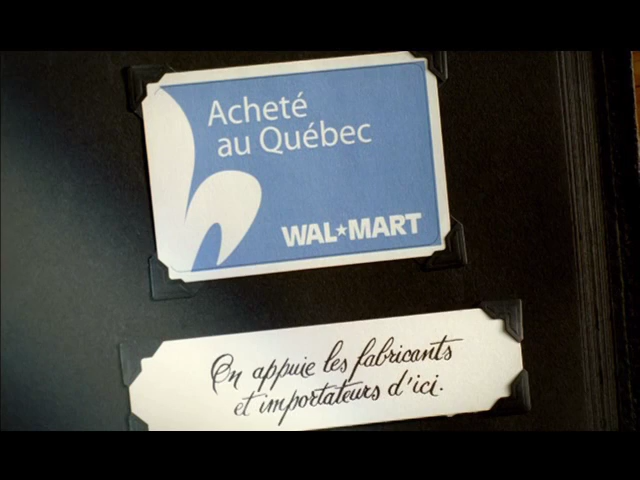 Acheté
au Québec
WAL★MART
On appuie les fabricants
et importateurs d'ici.